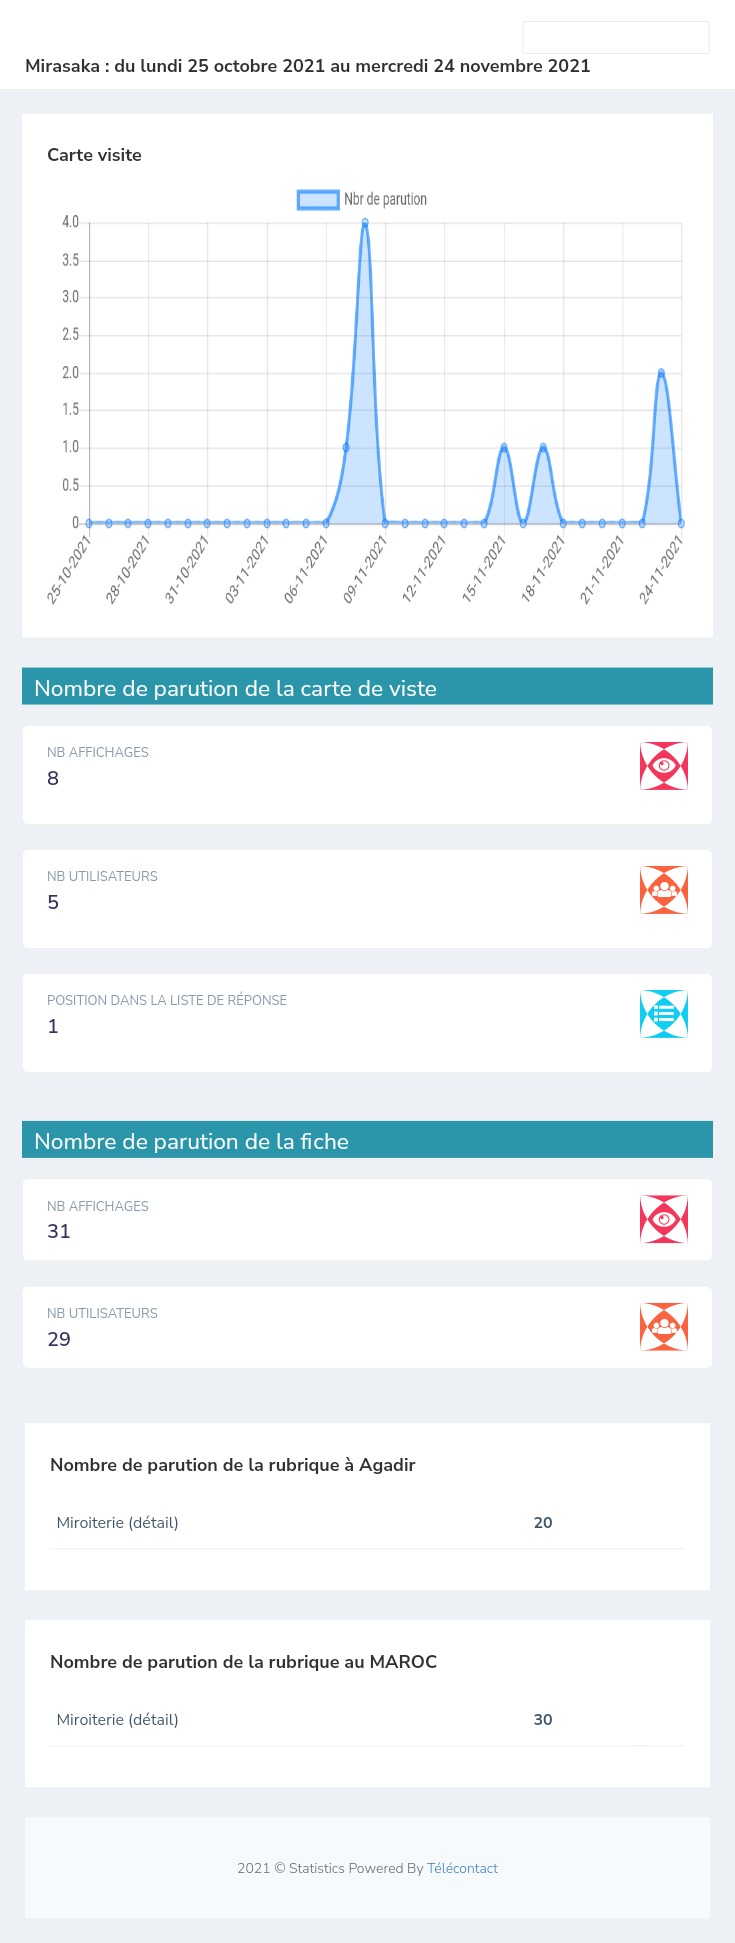 Mirasaka : du lundi 25 octobre 2021 au mercredi 24 novembre 2021
Carte visite
Nbr de parution
4.0
3.5
3.0
2.5
2.0
1.5
1.0
0.5
0
25-10-2021
28-10-2021
31-10-2021
03-11-2021
06-11-2021
09-11-2021
12-11-2021
15-11-2021
18-11-2021
21-11-2021
24-11-2021
Nombre de parution de la carte de viste
NB AFFICHAGES
8
NB UTILISATEURS
5
POSITION DANS LA LISTE DE RÉPONSE
1
Nombre de parution de la fiche
NB AFFICHAGES
31
NB UTILISATEURS
29
Nombre de parution de la rubrique à Agadir
Miroiterie (détail) 20
Nombre de parution de la rubrique au MAROC
Miroiterie (détail) 30
2021 © Statistics Powered By Télécontact